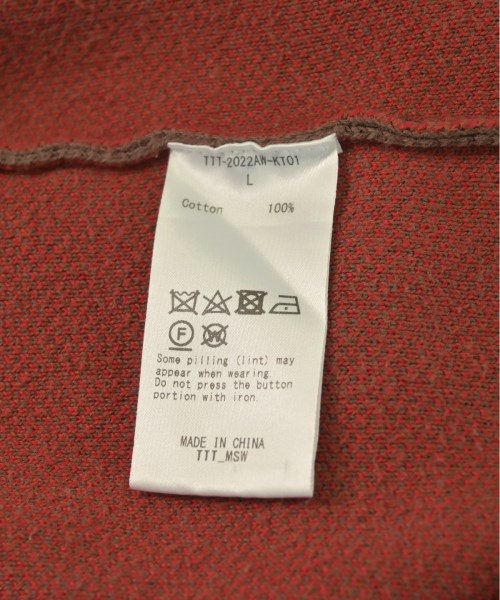 TTT-2022AW-KT01
L
Cotton 100%
F W
Some pilling (lint) may
appear when wearing.
Do not press the button
portion with iron.
MADE IN CHINA
TTT_MSW